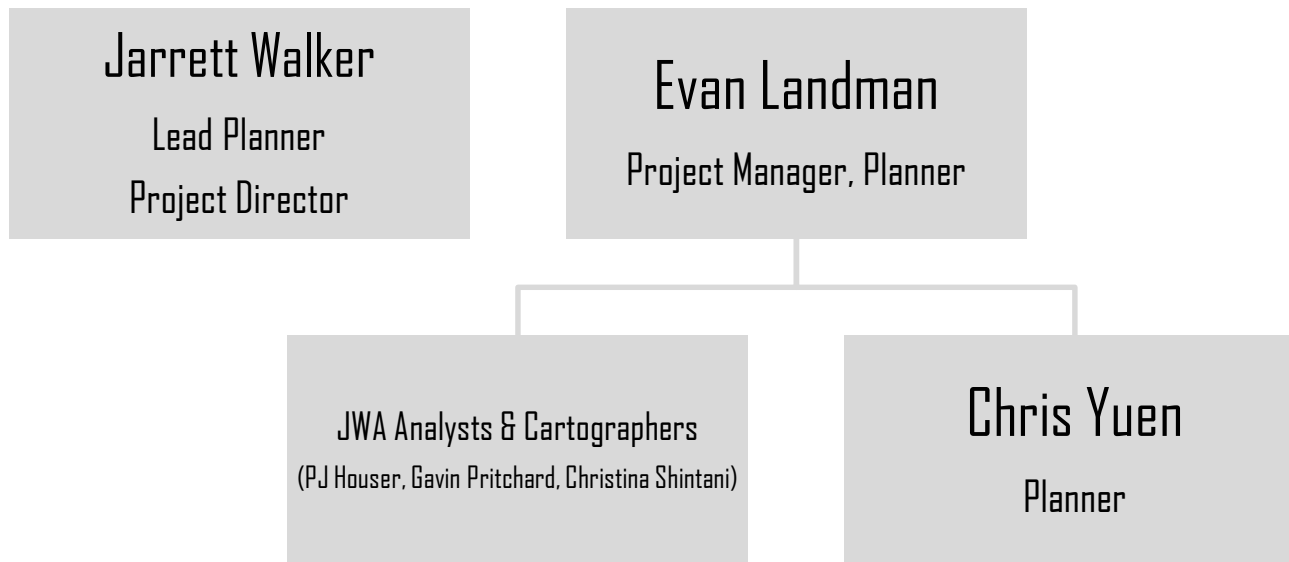 Jarrett Walker
Lead Planner
Project Director
Evan Landman
Project Manager, Planner
JWA Analysts & Cartographers
(PJ Houser, Gavin Pritchard, Christina Shintani)
Chris Yuen
Planner